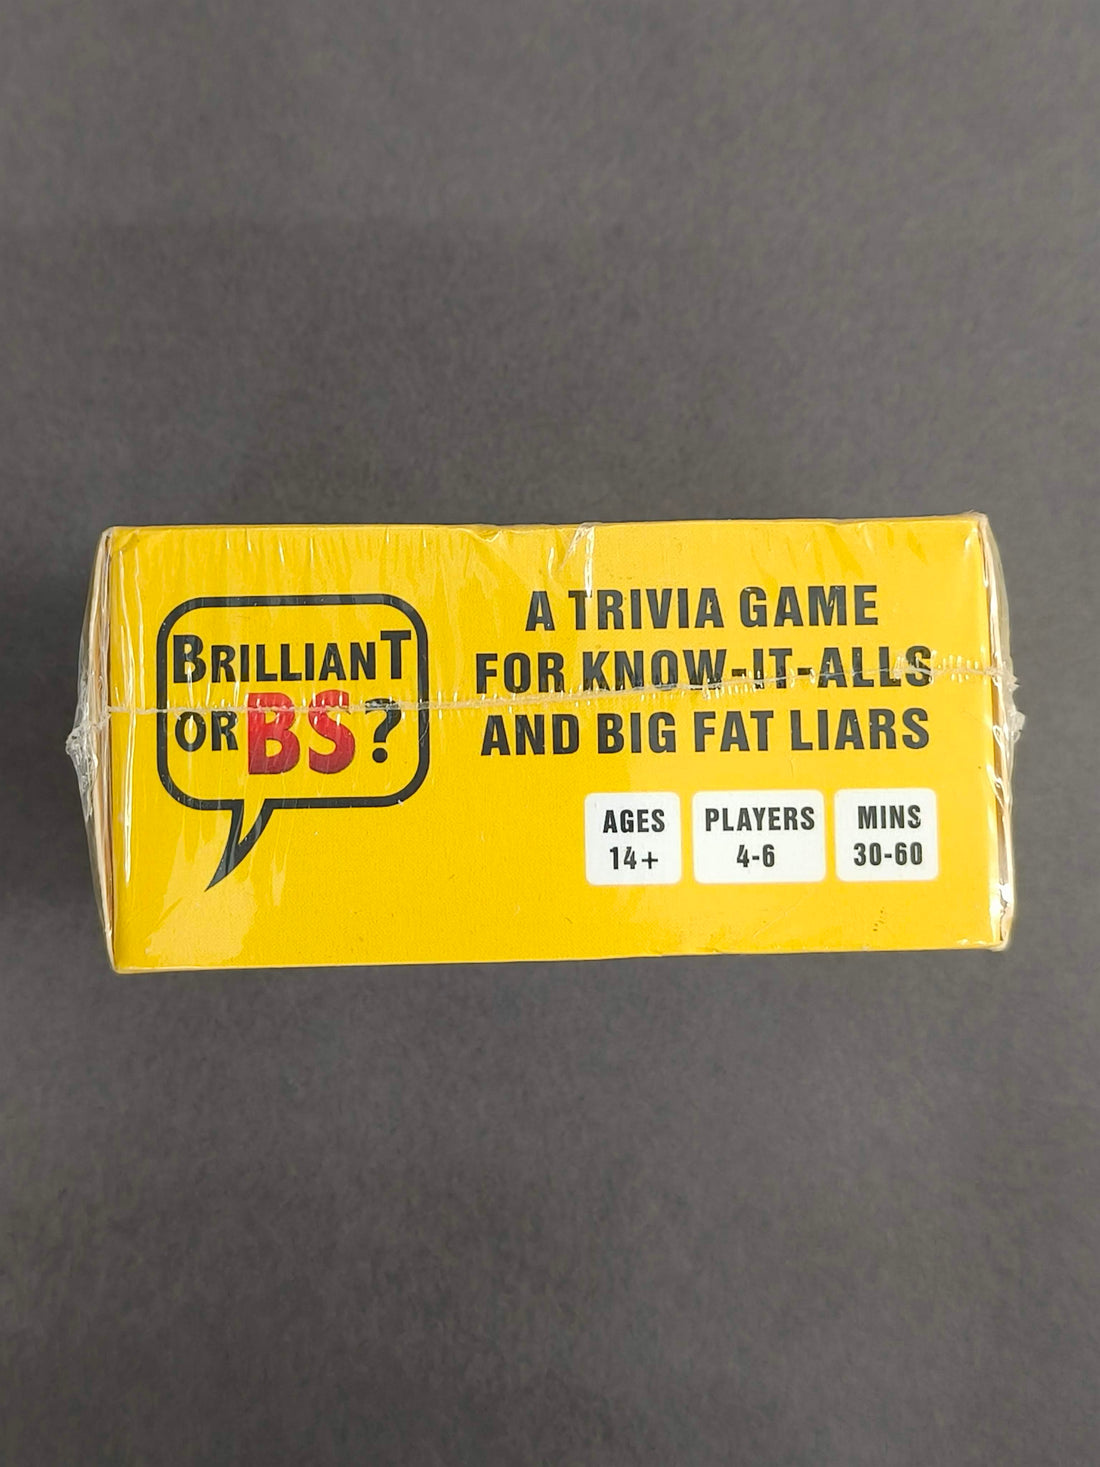 BRILLIANT
OR BS?
A TRIVIA GAME
FOR KNOW-IT-ALLS
AND BIG FAT LIARS
AGES
14+
PLAYERS
4-6
MINS
30-60